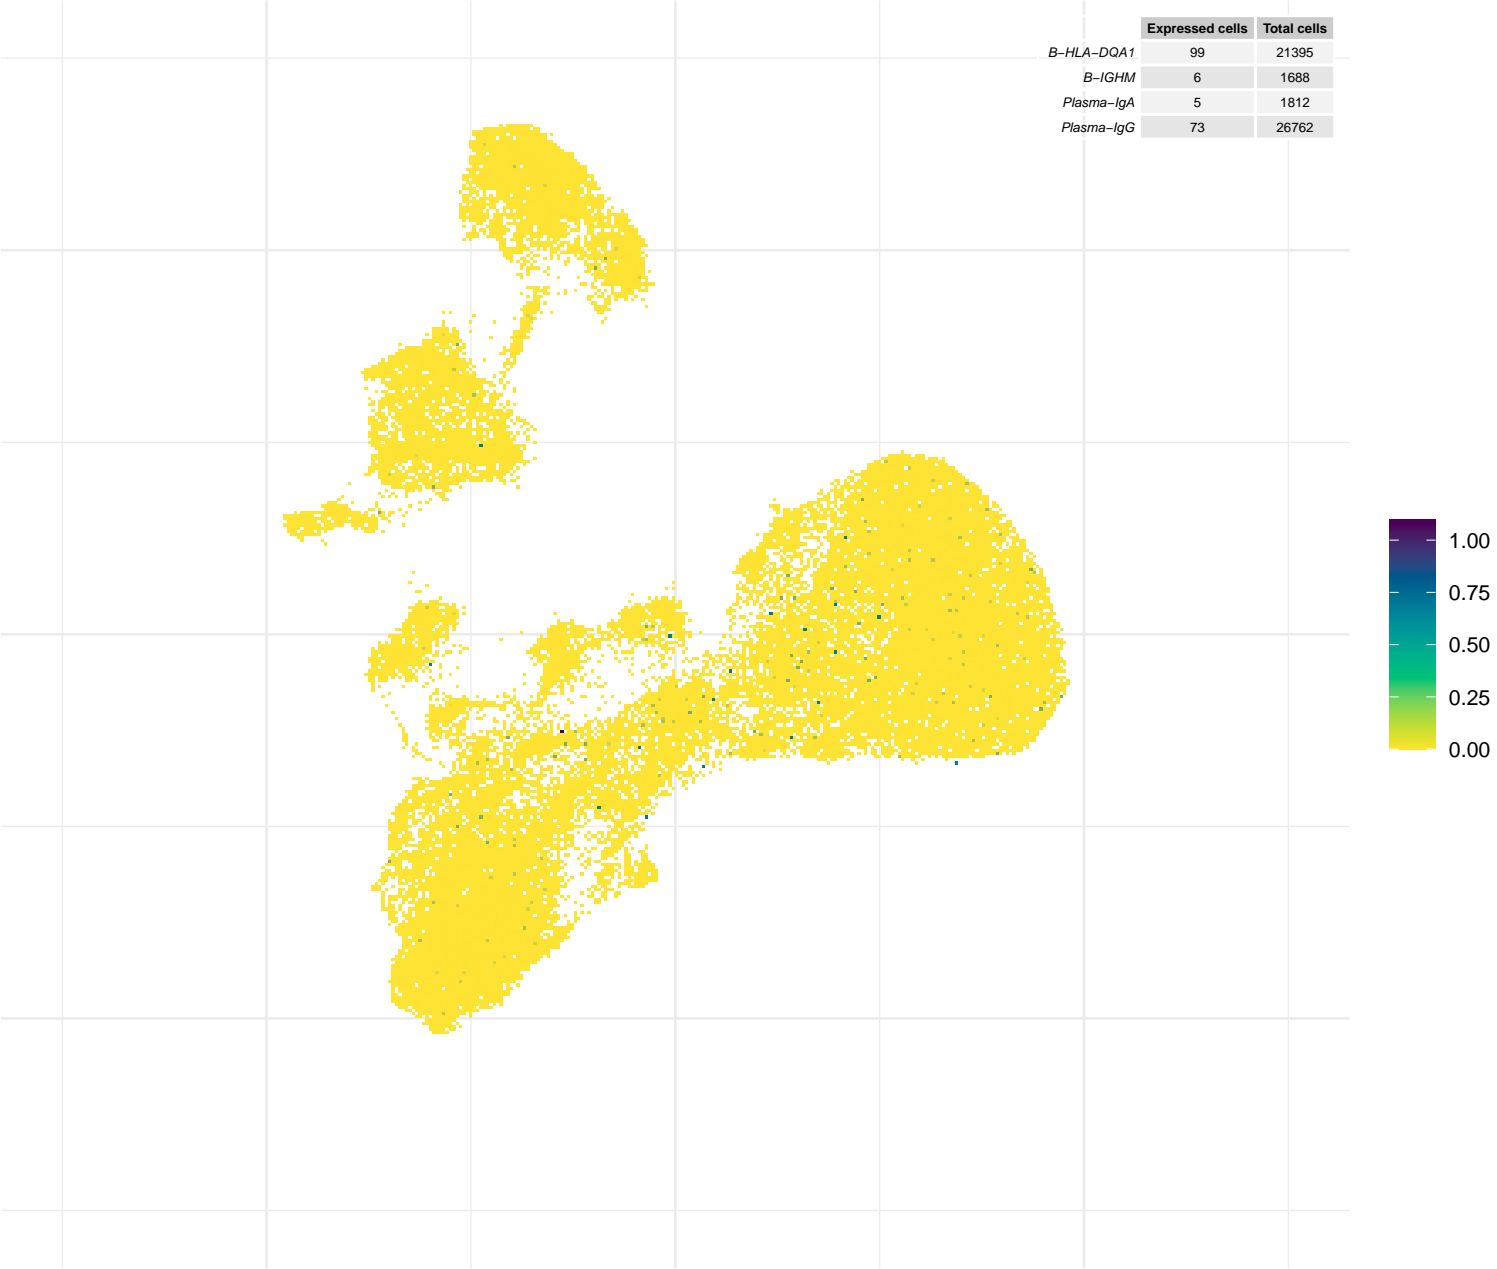 Expressed cells Total cells
B−HLA−DQA1 99 21395
B−IGHM 6 1688
Plasma−IgA 5 1812
Plasma−IgG 73 26762
1.00
0.75
0.50
0.25
0.00